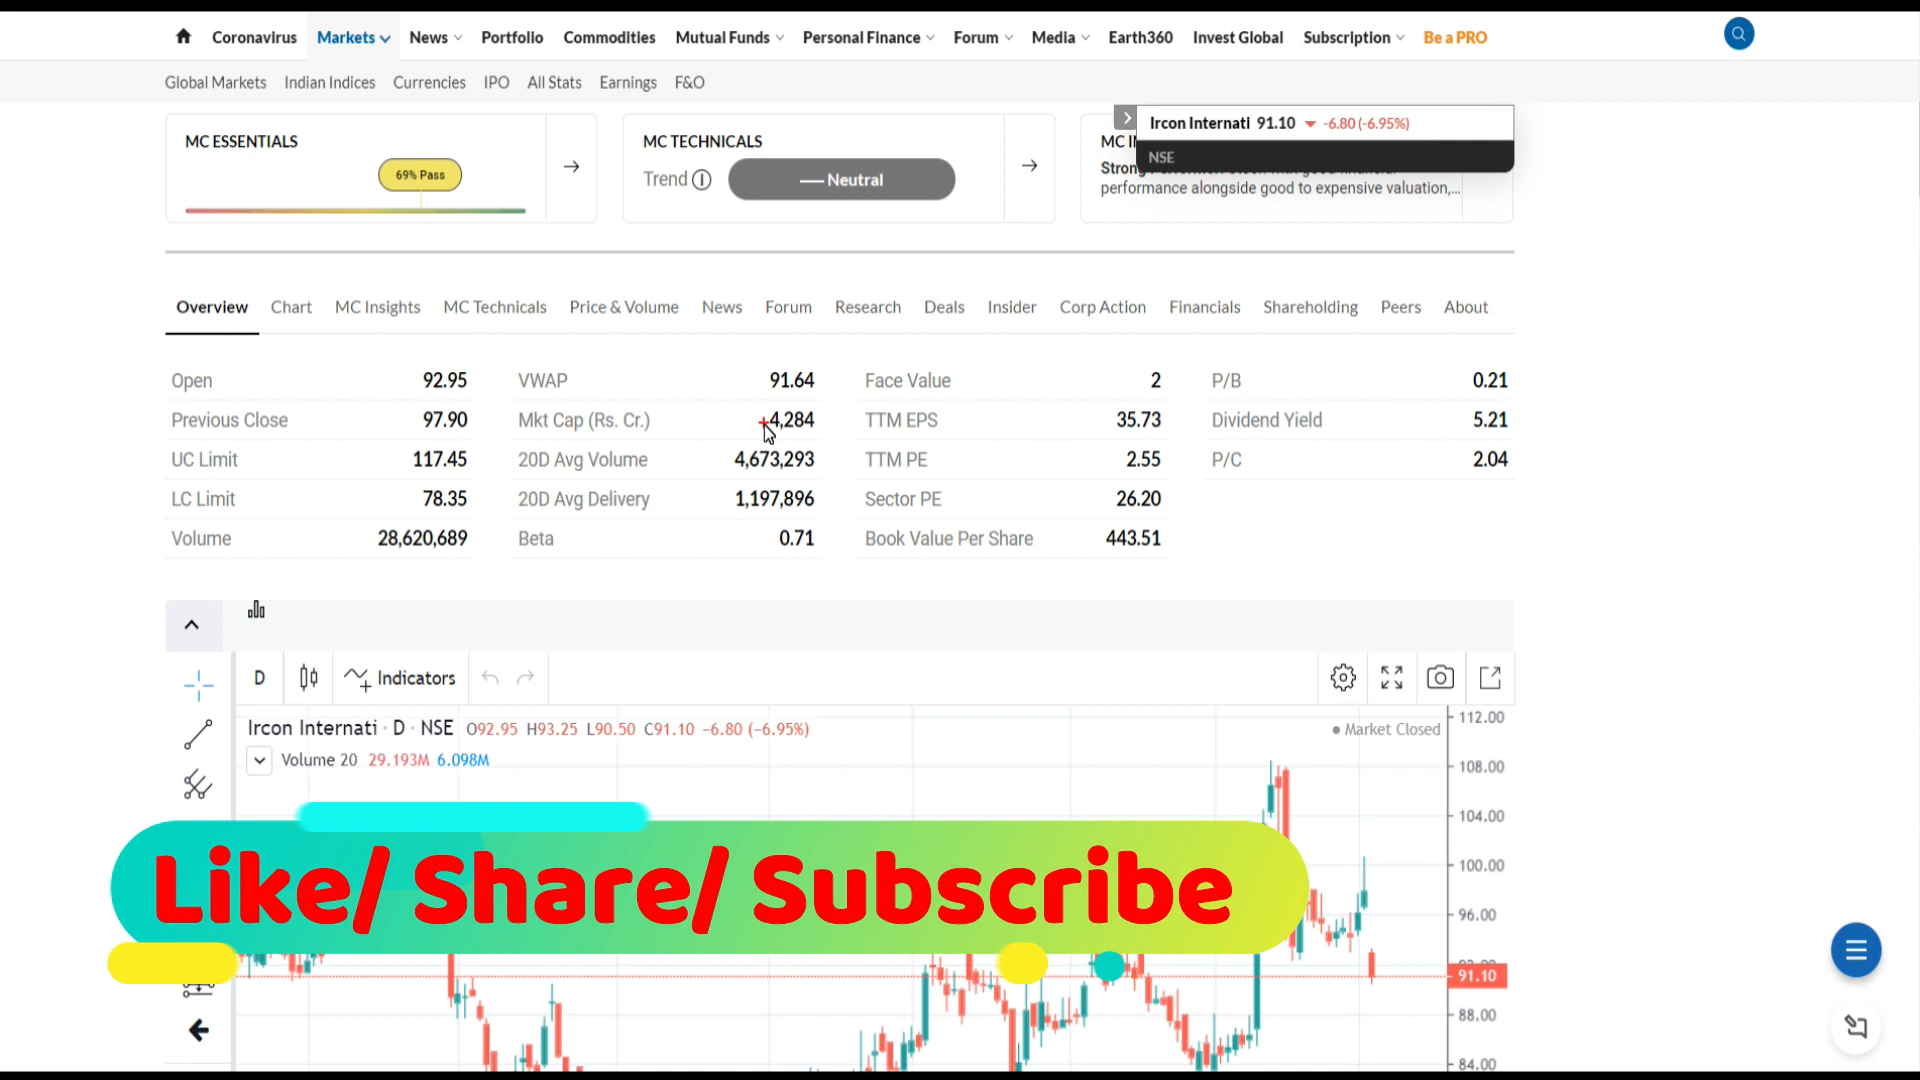 Coronavirus Markets News Portfolio Commodities Mutual Funds Personal Finance Forum Media Earth360 Invest Global Subscription Be a PRO
Global Markets Indian Indices Currencies IPO All Stats Earnings F&O
MC ESSENTIALS
69% Pass
MC TECHNICALS
Trend
Neutral
MC
Ircon Internati 91.10 -6.80 (-6.95%)
NSE
performance alongside good to expensive valuation,...
Overview Chart MC Insights MC Technicals Price & Volume News Forum Research Deals Insider Corp Action Financials Shareholding Peers About
Open 92.95 VWAP 91.64 Face Value 2 P/B 0.21
Previous Close 97.90 Mkt Cap (Rs. Cr.) 4,284 TTM EPS 35.73 Dividend Yield 5.21
UC Limit 117.45 20D Avg Volume 4,673,293 TTM PE 2.55 P/C 2.04
LC Limit 78.35 20D Avg Delivery 1,197,896 Sector PE 26.20
Volume 28,620,689 Beta 0.71 Book Value Per Share 443.51
D Indicators
Ircon Internati · D · NSE O92.95 H93.25 L90.50 C91.10 -6.80 (-6.95%)
Market Closed
Volume 20 29.193M 6.098M
112.00
108.00
104.00
100.00
96.00
91.10
88.00
84.00
Like/ Share/ Subscribe